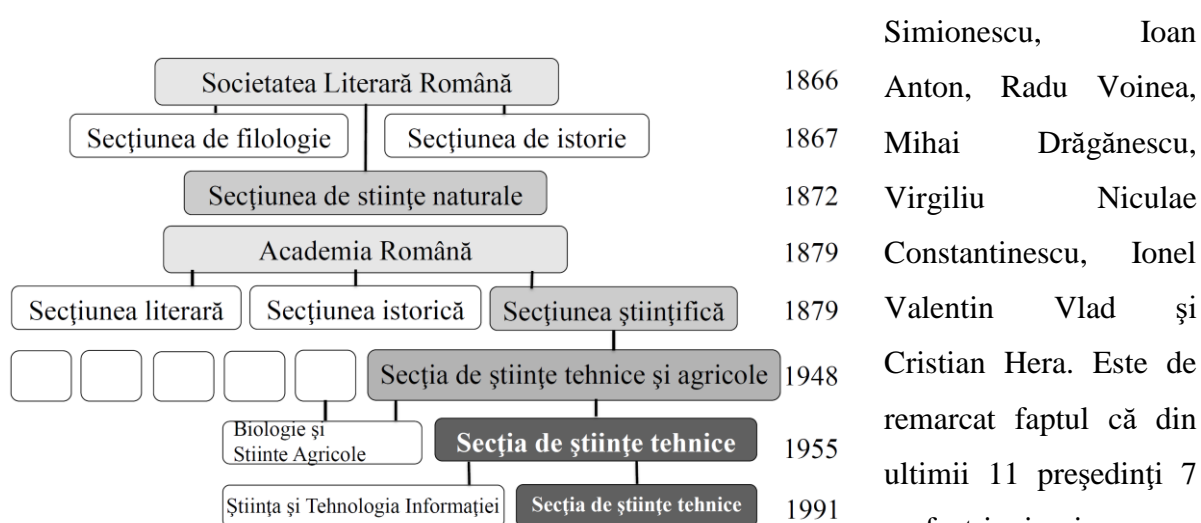 Societatea Literară Română 1866
Secţiunea de filologie Secţiunea de istorie 1867
Secţiunea de stiinţe naturale 1872
Academia Română 1879
Secţiunea literară Secţiunea istorică Secţiunea ştiinţifică 1879
Secţia de ştiinţe tehnice şi agricole 1948
Biologie şi
Stiinte Agricole
Secţia de ştiinţe tehnice 1955
Ştiinţa şi Tehnologia Informaţiei Secţia de ştiinţe tehnice 1991
Simionescu, Ioan
Anton, Radu Voinea,
Mihai Drăgănescu,
Virgiliu Niculae
Constantinescu, Ionel
Valentin Vlad şi
Cristian Hera. Este de
remarcat faptul că din
ultimii 11 preşedinţi 7